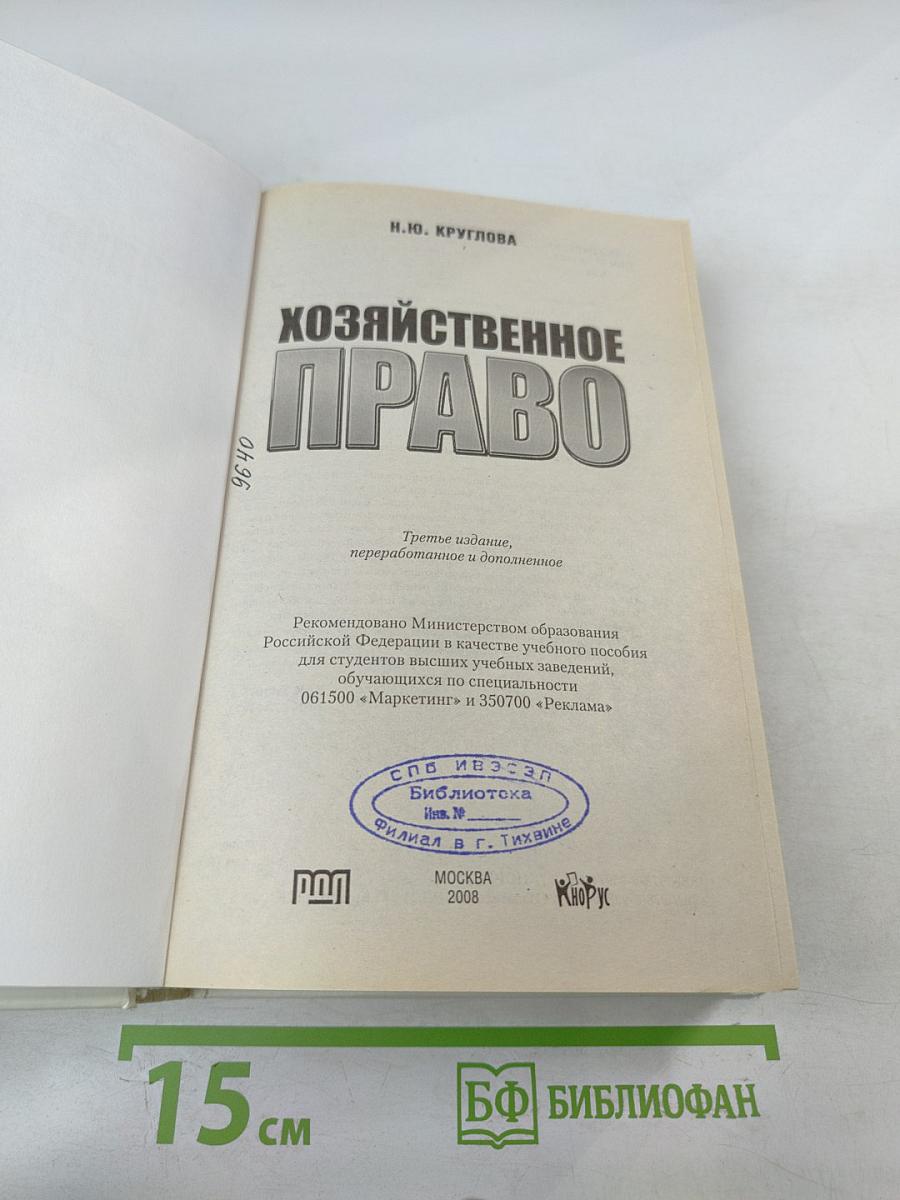 Н.Ю. КРУГЛОВА
ХОЗЯЙСТВЕННОЕ
ПРАВО
9640
Третье издание,
переработанное и дополненное
Рекомендовано Министерством образования
Российской Федерации в качестве учебного пособия
для студентов высших учебных заведений,
обучающихся по специальности
061500 «Маркетинг» и 350700 «Реклама»
СПБ ИВЭСЭП
Библиотека
Инв. №
Филиал в г. Тихвине
РДЛ
МОСКВА
2008
КноРус
15 см
БФ БИБЛИОФАН